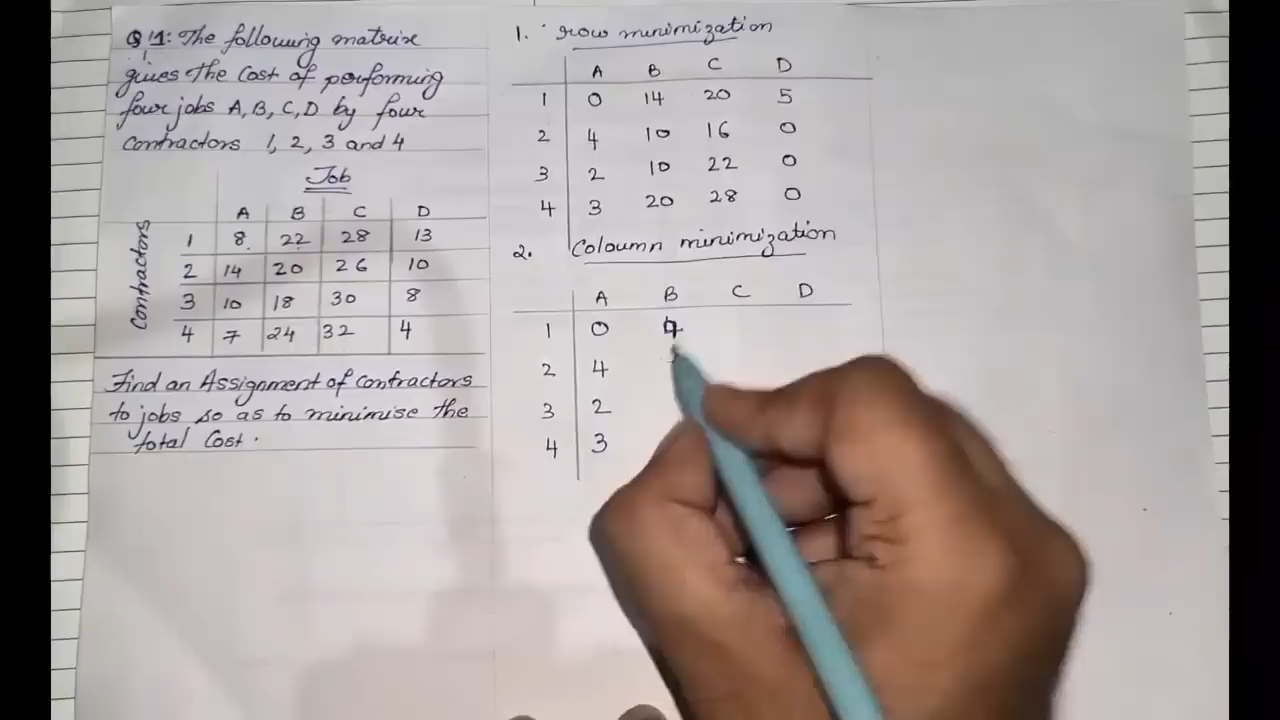 Q 1: The following matrix
gives the Cost of performing
four jobs A, B, C, D by four
Contractors 1, 2, 3 and 4
Job
Contractors
A B C D
1 8 22 28 13
2 14 20 26 10
3 10 18 30 8
4 7 24 32 4
Find an Assignment of contractors
to jobs so as to minimise the
total Cost.
1. row minimization
A B C D
1 0 14 20 5
2 4 10 16 0
3 2 10 22 0
4 3 20 28 0
2. Coloumn minimization
A B C D
1 0 4
2 4
3 2
4 3